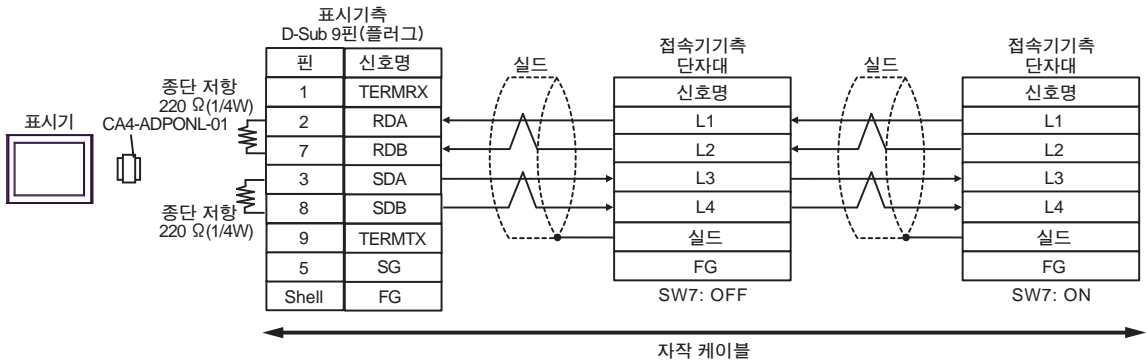 표시기측
D-Sub 9핀(플러그)
핀 신호명
1 TERMRX
2 RDA
7 RDB
3 SDA
8 SDB
9 TERMTX
5 SG
Shell FG
종단 저항
220 Ω(1/4W)
CA4-ADPONL-01
표시기
종단 저항
220 Ω(1/4W)
실드
접속기기측
단자대
신호명
L1
L2
L3
L4
실드
FG
SW7: OFF
실드
접속기기측
단자대
신호명
L1
L2
L3
L4
실드
FG
SW7: ON
자작 케이블